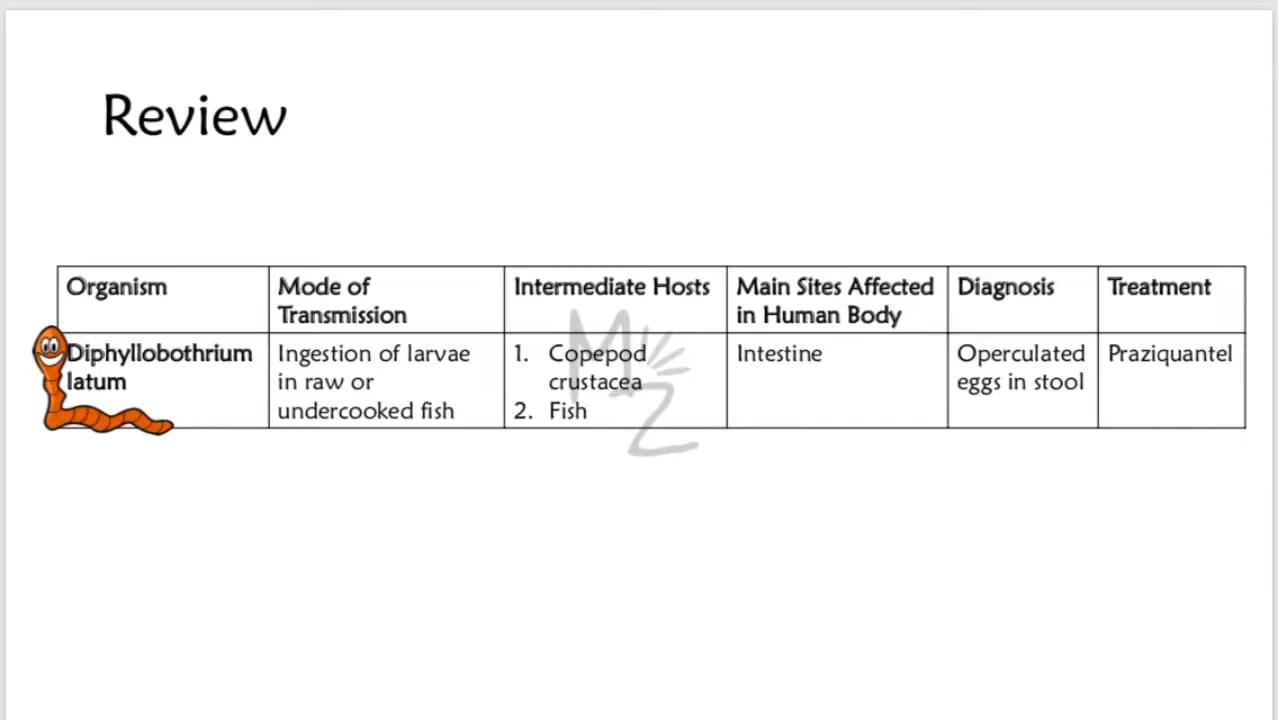 Review
Organism
Mode of
Transmission
Intermediate Hosts
Main Sites Affected
in Human Body
Diagnosis
Treatment
Diphyllobothrium
latum
Ingestion of larvae
in raw or
undercooked fish
1. Copepod
crustacea
2. Fish
Intestine
Operculated
eggs in stool
Praziquantel
MZ